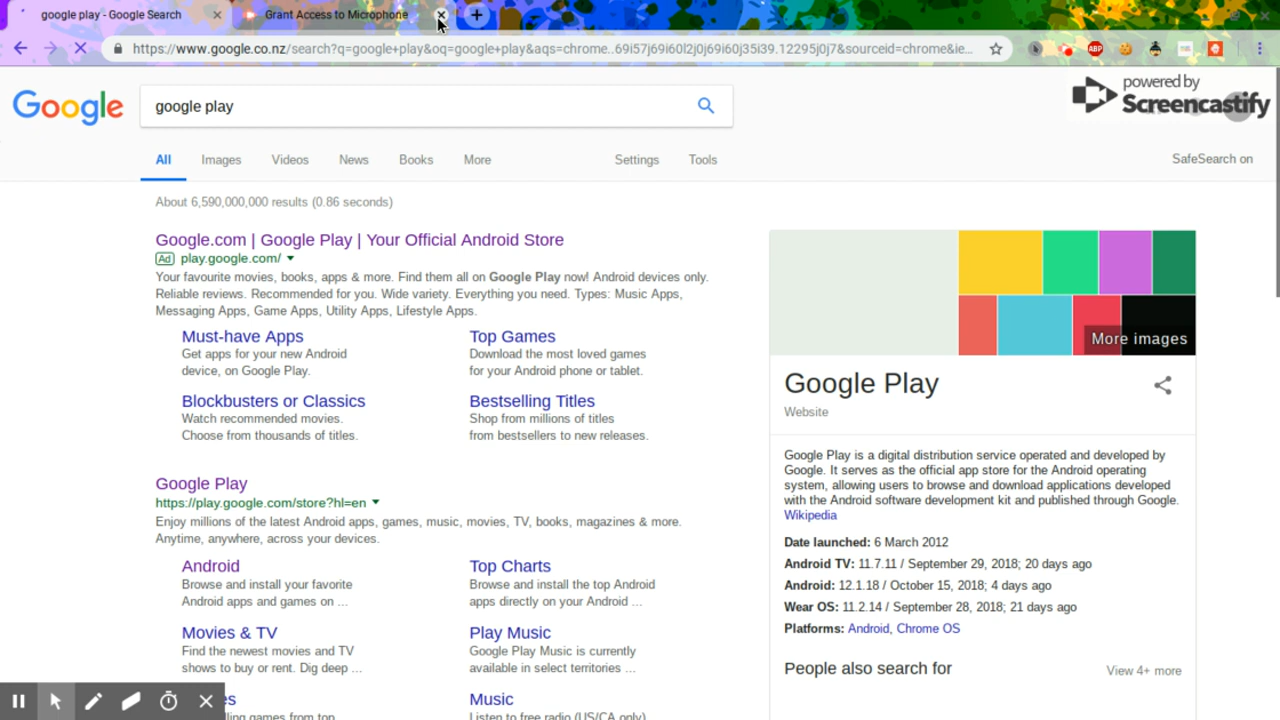 google play - Google Search
Grant Access to Microphone
https://www.google.co.nz/search?q=google+play&oq=google+play&aqs=chrome..69i57j69i60l2j0j69i60j35i39.12295j0j7&sourceid=chrome&ie...
ABP
Google
google play
powered by
Screencastify
All Images Videos News Books More Settings Tools
SafeSearch on
About 6,590,000,000 results (0.86 seconds)
Google.com | Google Play | Your Official Android Store
Ad play.google.com/
Your favourite movies, books, apps & more. Find them all on Google Play now! Android devices only.
Reliable reviews. Recommended for you. Wide variety. Everything you need. Types: Music Apps,
Messaging Apps, Game Apps, Utility Apps, Lifestyle Apps.
Must-have Apps
Get apps for your new Android
device, on Google Play.
Top Games
Download the most loved games
for your Android phone or tablet.
Blockbusters or Classics
Watch recommended movies.
Choose from thousands of titles.
Bestselling Titles
Shop from millions of titles
from bestsellers to new releases.
Google Play
https://play.google.com/store?hl=en
Enjoy millions of the latest Android apps, games, music, movies, TV, books, magazines & more.
Anytime, anywhere, across your devices.
Android
Browse and install your favorite
Android apps and games on ...
Top Charts
Browse and install the top Android
apps directly on your Android ...
Movies & TV
Find the newest movies and TV
shows to buy or rent. Dig deep ...
Play Music
Google Play Music is currently
available in select territories ...
Music
Listen to free radio (US/CA only)
More images
Google Play
Website
Google Play is a digital distribution service operated and developed by
Google. It serves as the official app store for the Android operating
system, allowing users to browse and download applications developed
with the Android software development kit and published through Google.
Wikipedia
Date launched: 6 March 2012
Android TV: 11.7.11 / September 29, 2018; 20 days ago
Android: 12.1.18 / October 15, 2018; 4 days ago
Wear OS: 11.2.14 / September 28, 2018; 21 days ago
Platforms: Android, Chrome OS
People also search for
View 4+ more